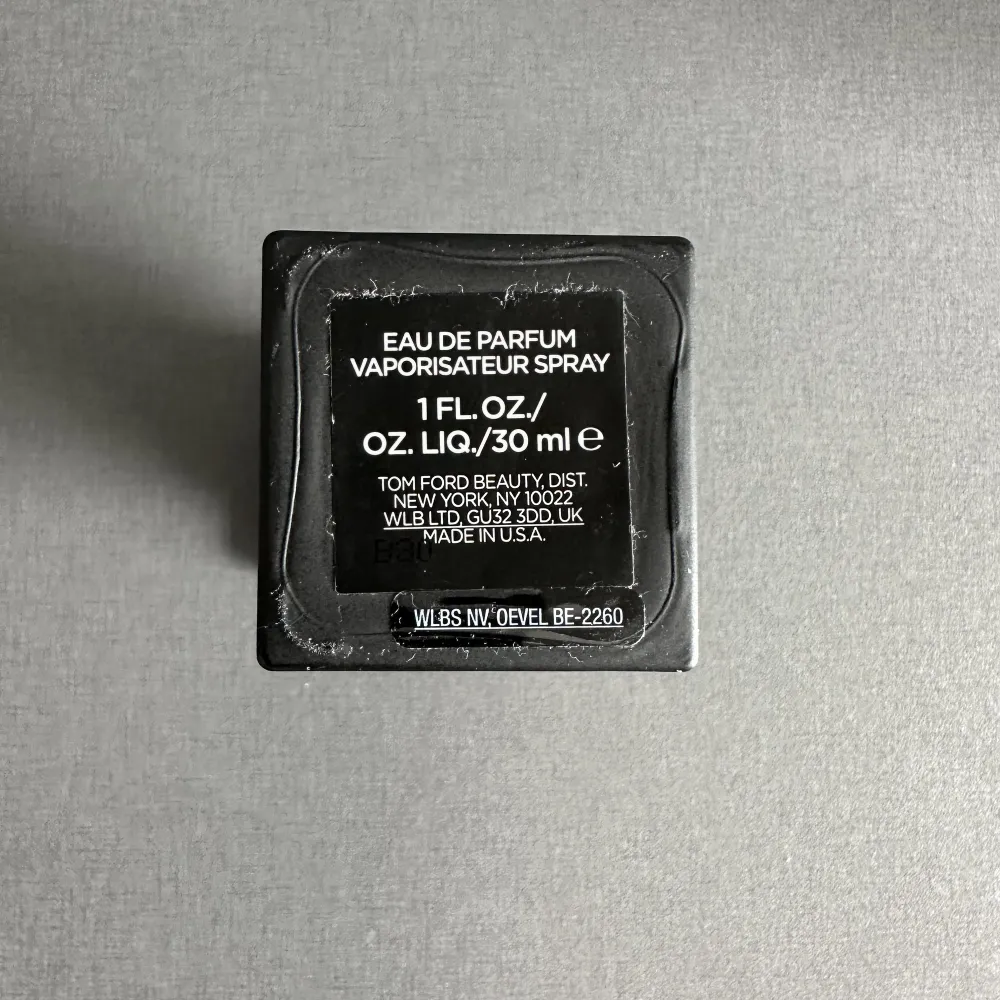 EAU DE PARFUM
VAPORISATEUR SPRAY
1 FL. OZ./
OZ. LIQ./30 ml ℮
TOM FORD BEAUTY, DIST.
NEW YORK, NY 10022
WLB LTD, GU32 3DD, UK
MADE IN U.S.A.
WLBS NV, OEVEL BE-2260